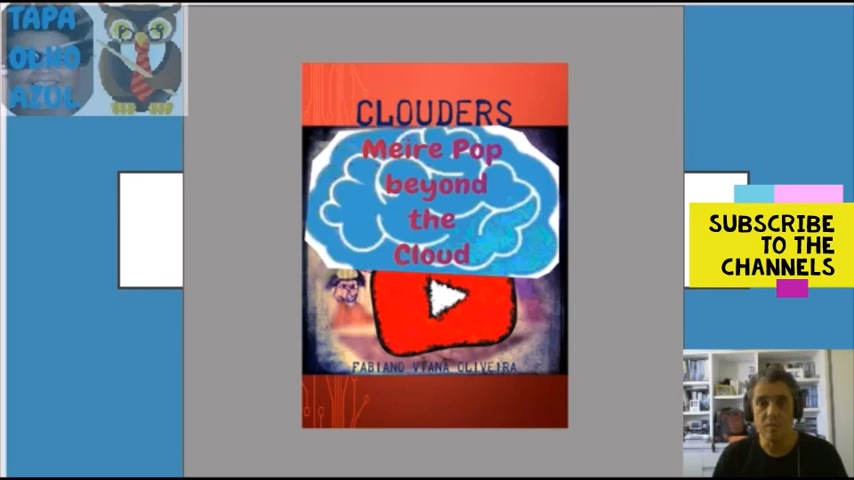 TAPA
OLHO
AZUL
CLOUDERS
Meire Pop
beyond
the
Cloud
FABIANO VIANA OLIVEIRA
SUBSCRIBE
TO THE
CHANNELS